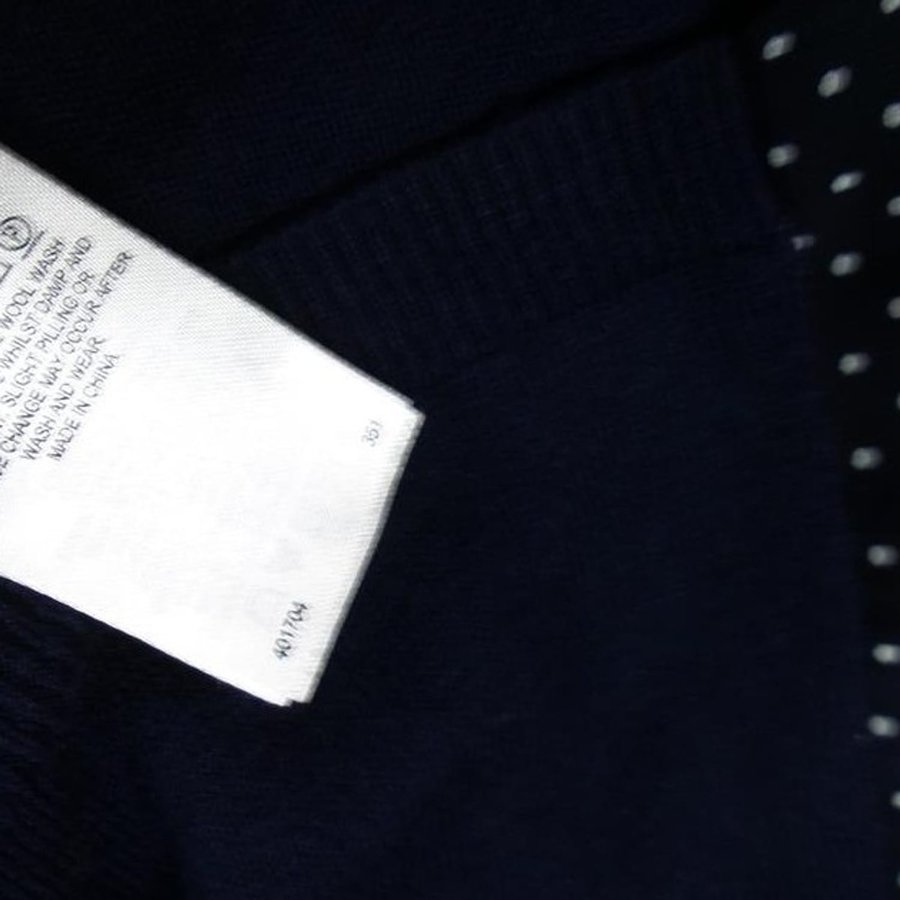 P
WOOL WASH
WHILST DAMP AND
SLIGHT PILLING OR
CHANGE MAY OCCUR AFTER
WASH AND WEAR
MADE IN CHINA
351
401704